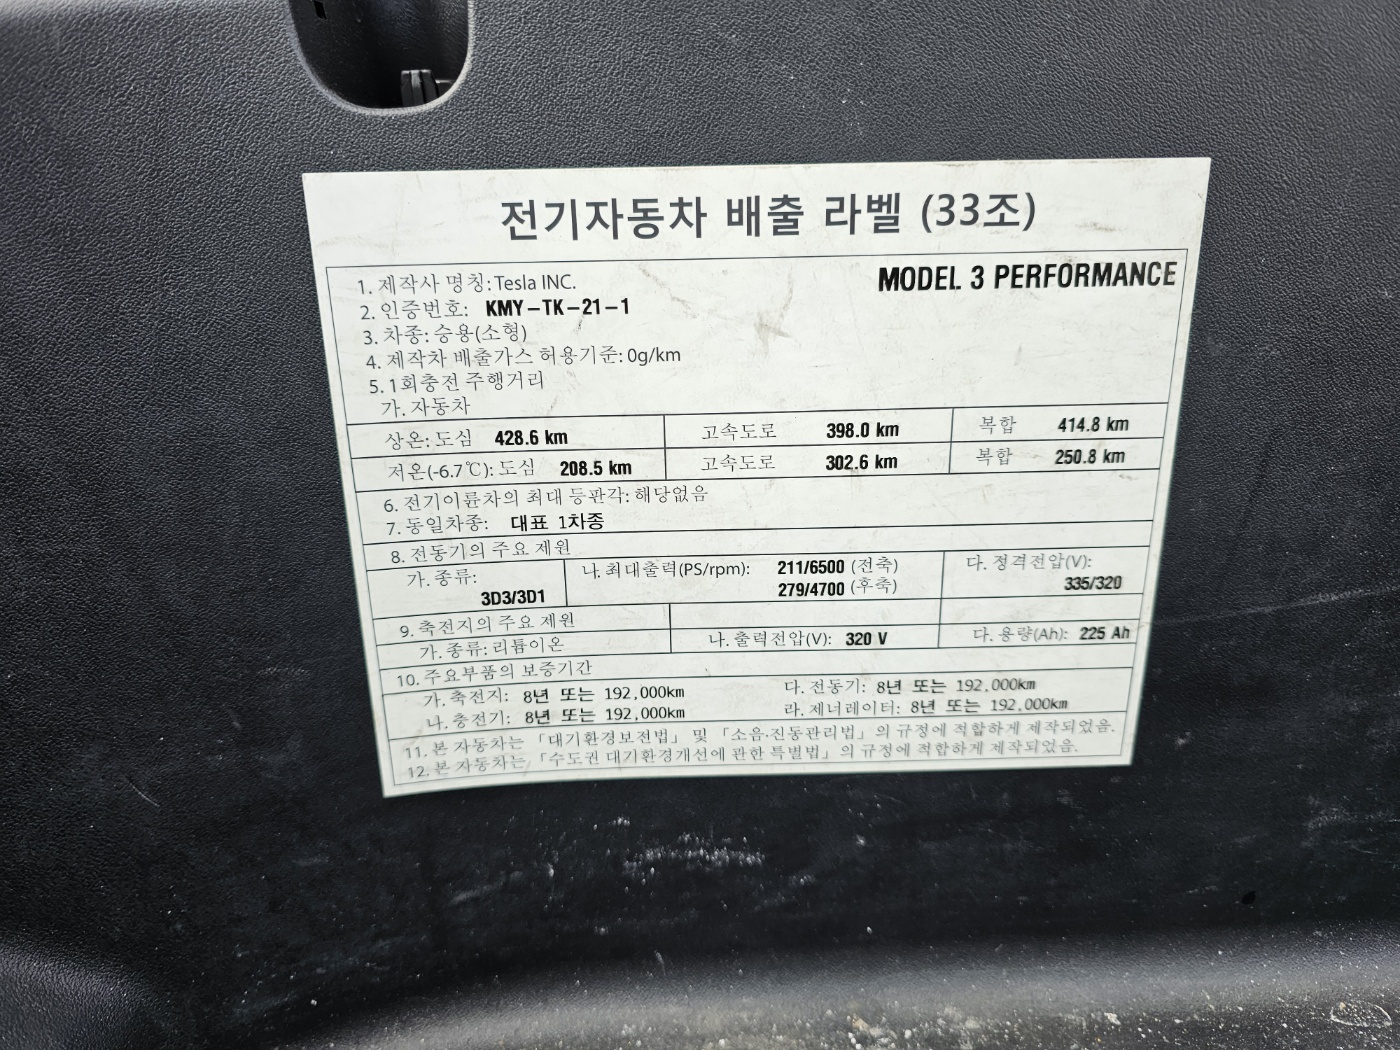 전기자동차 배출 라벨 (33조)
MODEL 3 PERFORMANCE
1. 제작사 명칭: Tesla INC.
2. 인증번호: KMY-TK-21-1
3. 차종: 승용(소형)
4. 제작차 배출가스 허용기준: 0g/km
5. 1회충전 주행거리
가. 자동차
상온: 도심 428.6 km 고속도로 398.0 km 복합 414.8 km
저온(-6.7℃): 도심 208.5 km 고속도로 302.6 km 복합 250.8 km
6. 전기이륜차의 최대 등판각: 해당없음
7. 동일차종: 대표 1차종
8. 전동기의 주요 제원
가. 종류: 나. 최대출력(PS/rpm): 211/6500 (전축) 다. 정격전압(V):
3D3/3D1 279/4700 (후축) 335/320
9. 축전지의 주요 제원
가. 종류: 리튬이온 나. 출력전압(V): 320 V 다. 용량(Ah): 225 Ah
10. 주요부품의 보증기간
가. 축전지: 8년 또는 192,000km 다. 전동기: 8년 또는 192,000km
나. 충전기: 8년 또는 192,000km 라. 제너레이터: 8년 또는 192,000km
11. 본 자동차는 「대기환경보전법」 및 「소음·진동관리법」의 규정에 적합하게 제작되었음.
12. 본 자동차는 「수도권 대기환경개선에 관한 특별법」의 규정에 적합하게 제작되었음.